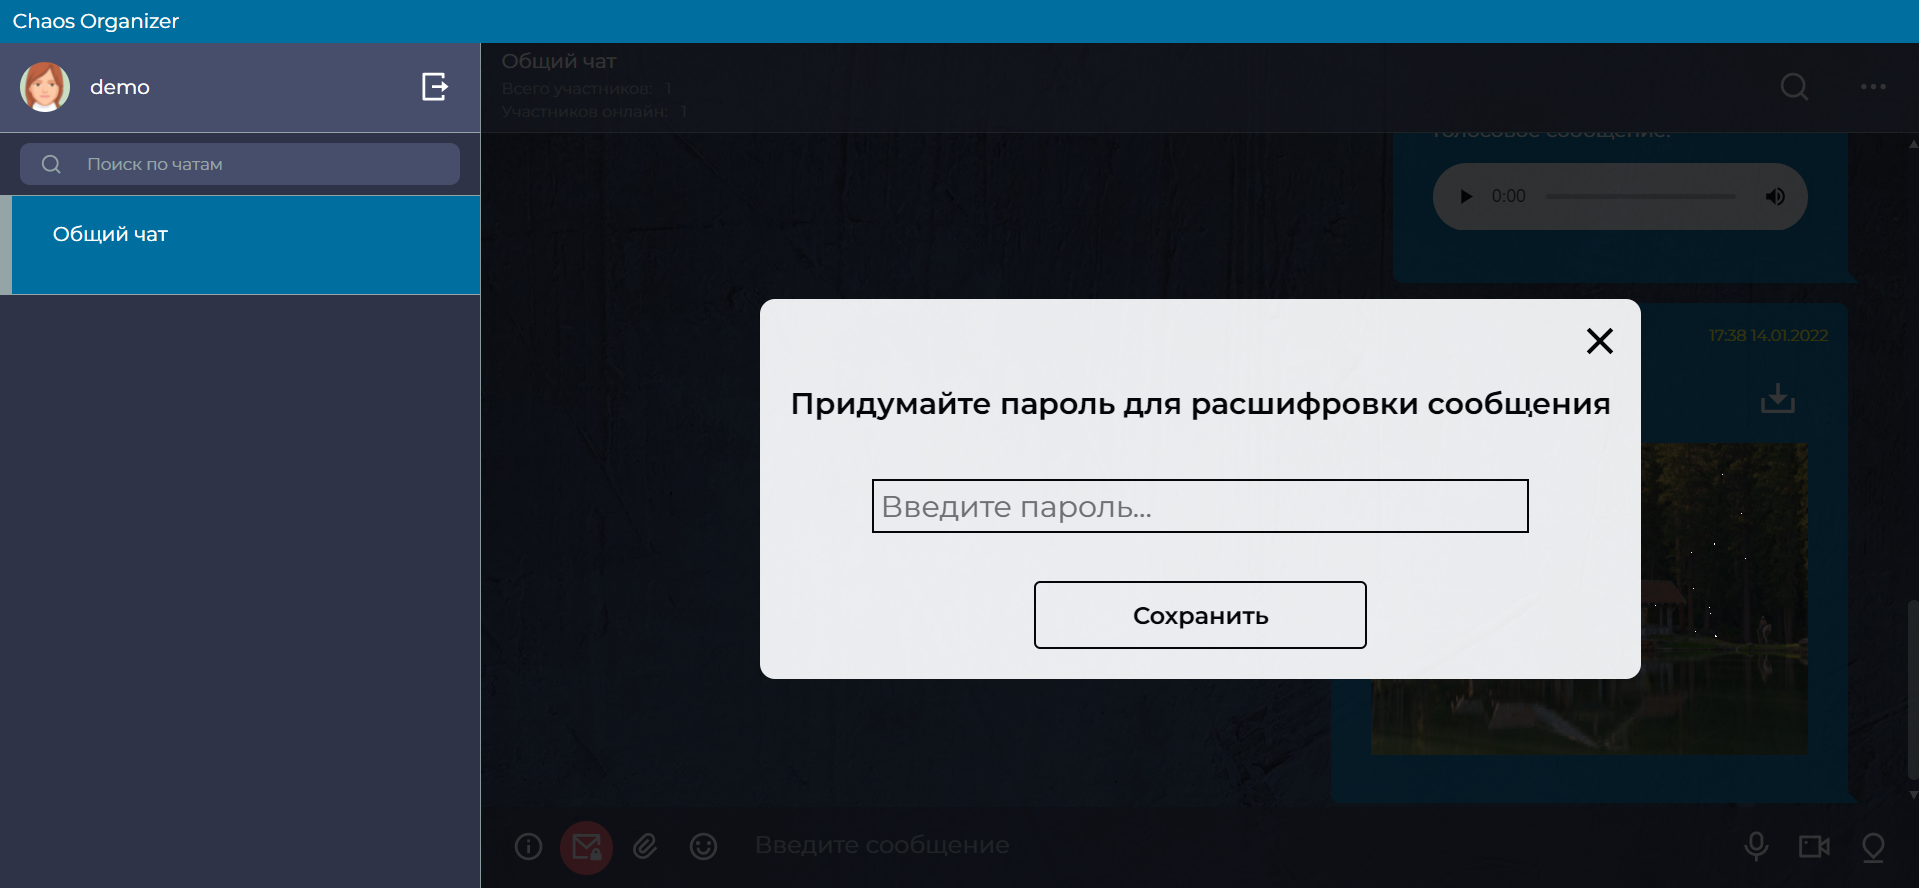 Chaos Organizer
demo
Поиск по чатам
Общий чат
Общий чат
Всего участников: 1
Участников онлайн: 1
Голосовое сообщение:
0:00
17:38 14.01.2022
Придумайте пароль для расшифровки сообщения
Введите пароль...
Сохранить
Введите сообщение